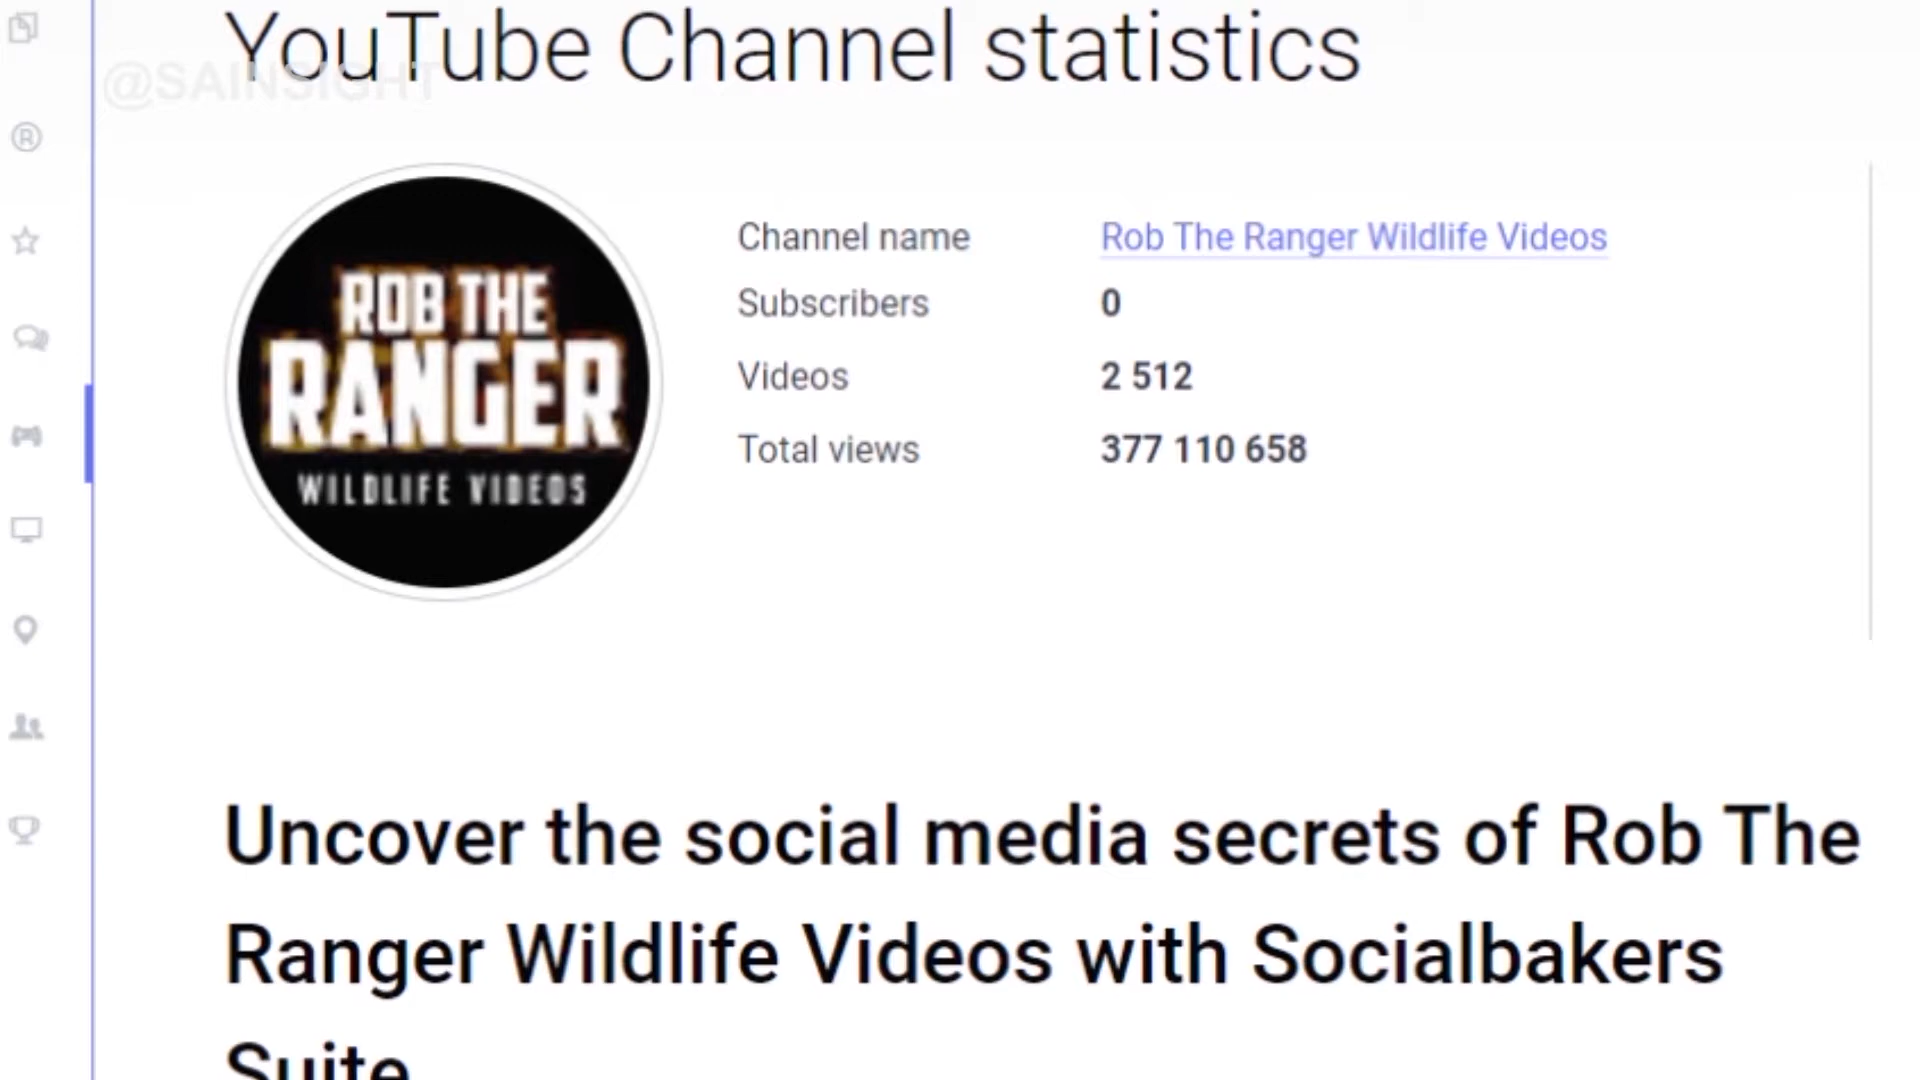 YouTube Channel statistics
@SAINSIGHT
ROB THE
RANGER
WILDLIFE VIDEOS
Channel name Rob The Ranger Wildlife Videos
Subscribers 0
Videos 2 512
Total views 377 110 658
Uncover the social media secrets of Rob The
Ranger Wildlife Videos with Socialbakers
Suite